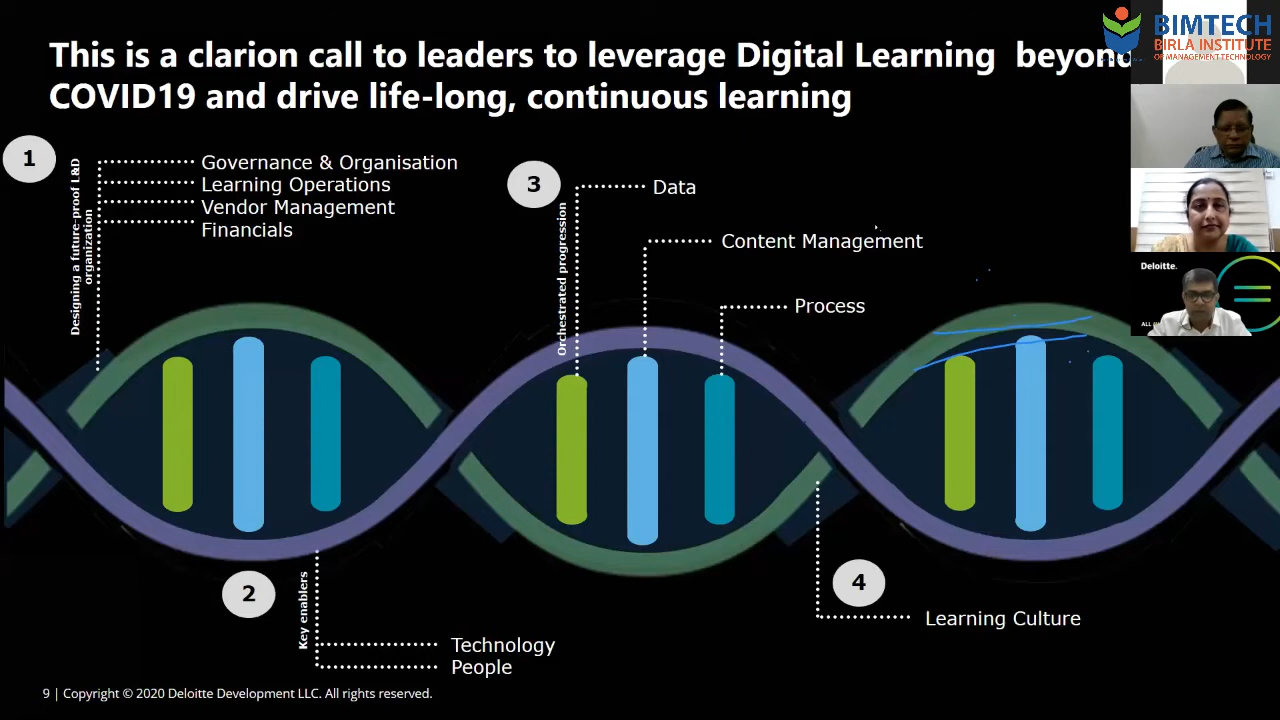 This is a clarion call to leaders to leverage Digital Learning beyond
COVID19 and drive life-long, continuous learning
BIMTECH
BIRLA INSTITUTE
OF MANAGEMENT TECHNOLOGY
1
Designing a future-proof L&D
organization
Governance & Organisation
Learning Operations
Vendor Management
Financials
3
Orchestrated progression
Data
Content Management
Process
Deloitte.
2
Key enablers
Technology
People
4
Learning Culture
9 | Copyright © 2020 Deloitte Development LLC. All rights reserved.